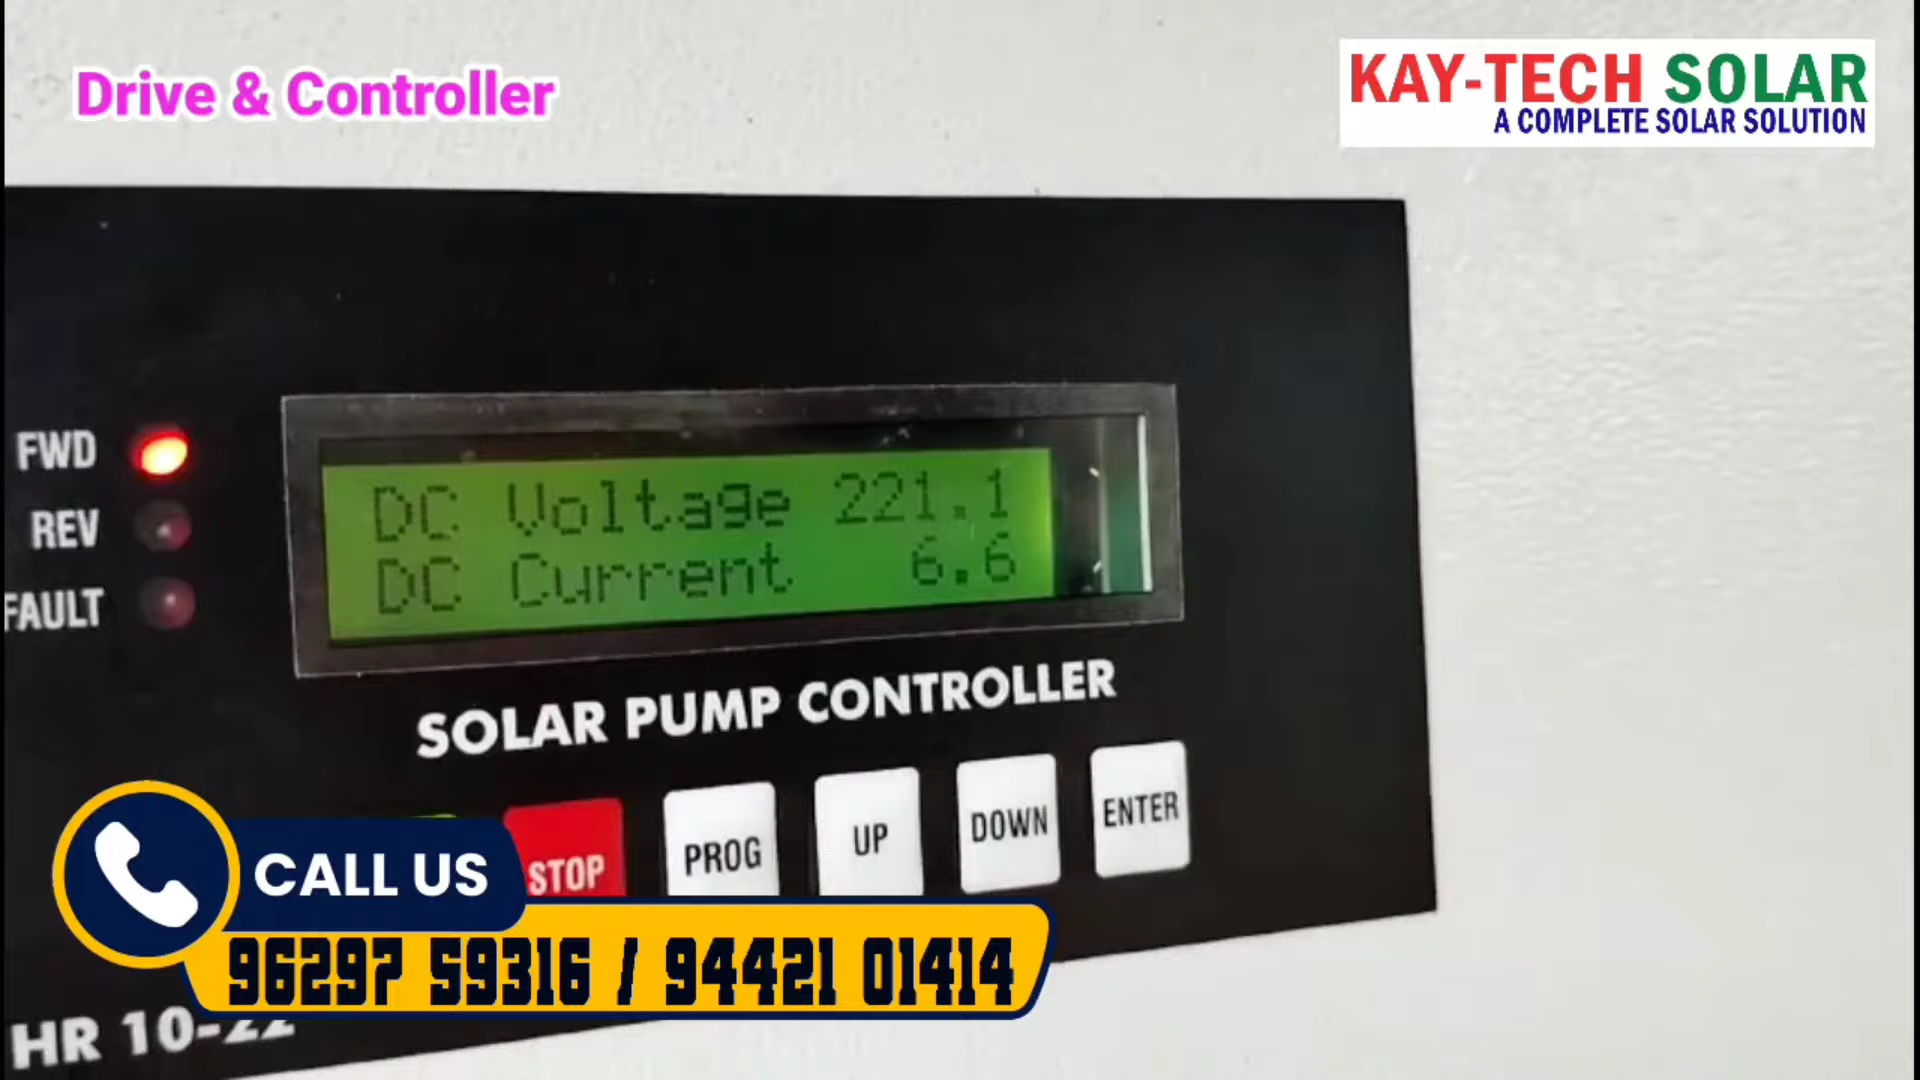 Drive & Controller
KAY-TECH SOLAR
A COMPLETE SOLAR SOLUTION
FWD
REV
FAULT
DC Voltage 221.1
DC Current 6.6
SOLAR PUMP CONTROLLER
STOP
PROG
UP
DOWN
ENTER
CALL US
96297 59316 / 94421 01414
HR 10-22